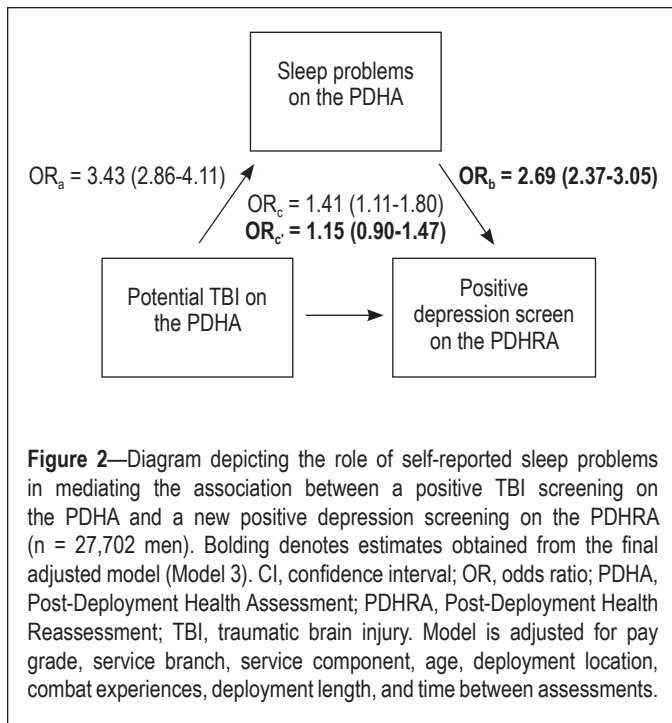 Sleep problems
on the PDHA
ORa = 3.43 (2.86-4.11)
ORb = 2.69 (2.37-3.05)
ORc = 1.41 (1.11-1.80)
ORc' = 1.15 (0.90-1.47)
Potential TBI on
the PDHA
Positive
depression screen
on the PDHRA
Figure 2—Diagram depicting the role of self-reported sleep problems
in mediating the association between a positive TBI screening on
the PDHA and a new positive depression screening on the PDHRA
(n = 27,702 men). Bolding denotes estimates obtained from the final
adjusted model (Model 3). CI, confidence interval; OR, odds ratio; PDHA,
Post-Deployment Health Assessment; PDHRA, Post-Deployment Health
Reassessment; TBI, traumatic brain injury. Model is adjusted for pay
grade, service branch, service component, age, deployment location,
combat experiences, deployment length, and time between assessments.